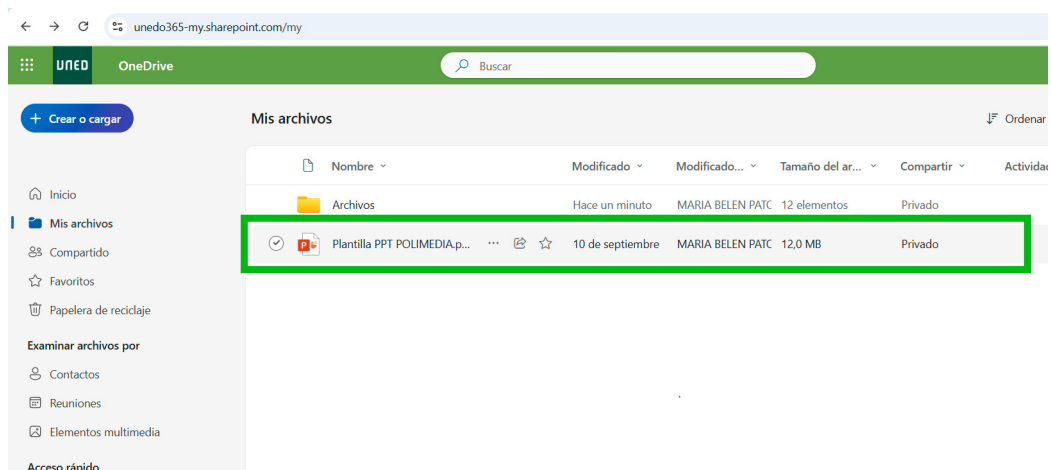 unedo365-my.sharepoint.com/my
UNED OneDrive Buscar
+ Crear o cargar
Mis archivos
Ordenar
Nombre Modificado Modificado... Tamaño del ar... Compartir Actividad
Inicio
Archivos Hace un minuto MARIA BELEN PATC 12 elementos Privado
Mis archivos
Plantilla PPT POLIMEDIA.p... ... 10 de septiembre MARIA BELEN PATC 12,0 MB Privado
Compartido
Favoritos
Papelera de reciclaje
Examinar archivos por
Contactos
Reuniones
Elementos multimedia
Acceso rápido